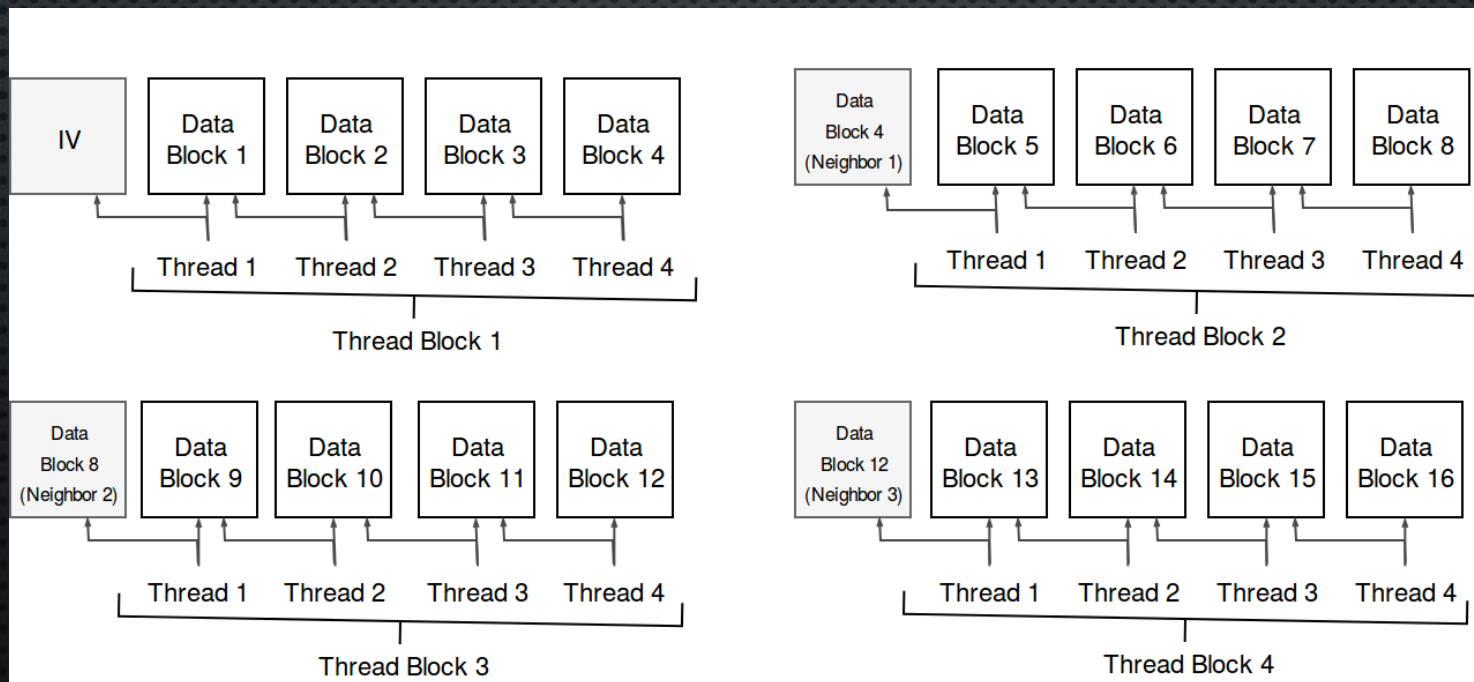 IV
Data
Block 1
Data
Block 2
Data
Block 3
Data
Block 4
Thread 1
Thread 2
Thread 3
Thread 4
Thread Block 1
Data
Block 4
(Neighbor 1)
Data
Block 5
Data
Block 6
Data
Block 7
Data
Block 8
Thread 1
Thread 2
Thread 3
Thread 4
Thread Block 2
Data
Block 8
(Neighbor 2)
Data
Block 9
Data
Block 10
Data
Block 11
Data
Block 12
Thread 1
Thread 2
Thread 3
Thread 4
Thread Block 3
Data
Block 12
(Neighbor 3)
Data
Block 13
Data
Block 14
Data
Block 15
Data
Block 16
Thread 1
Thread 2
Thread 3
Thread 4
Thread Block 4